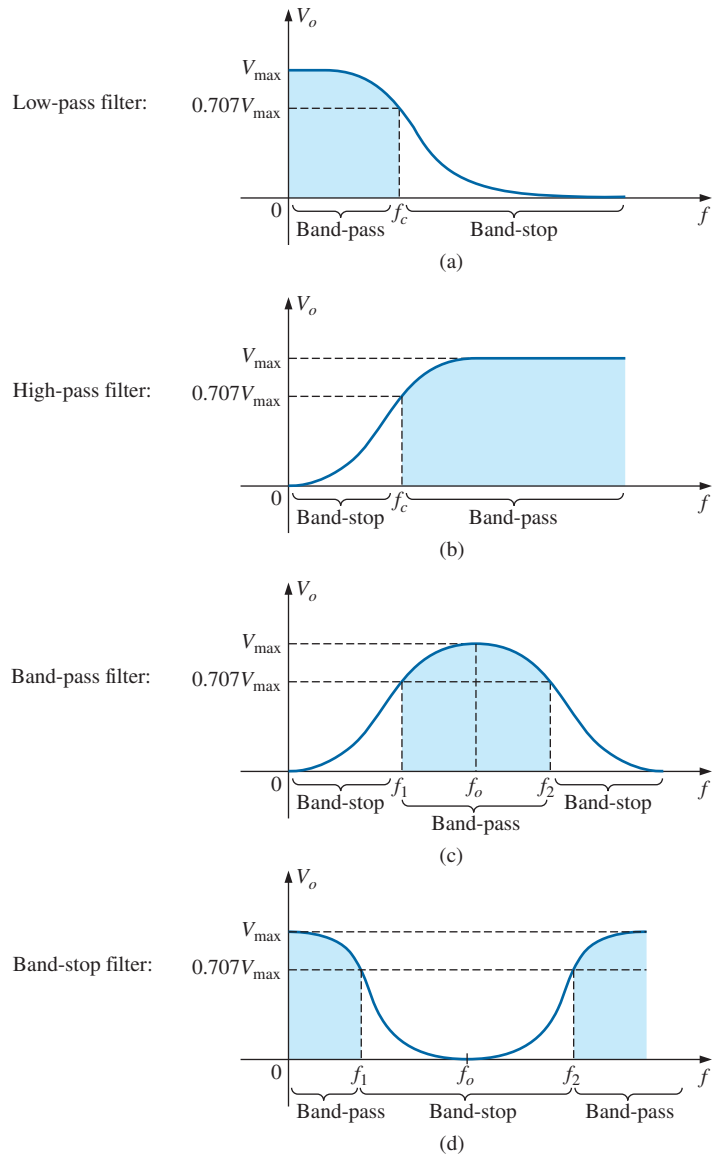 V_o
V_max
Low-pass filter: 0.707V_max
0 f_c f
Band-pass Band-stop
(a)
V_o
V_max
High-pass filter: 0.707V_max
0 f_c f
Band-stop Band-pass
(b)
V_o
V_max
Band-pass filter: 0.707V_max
0 f_1 f_o f_2 f
Band-stop Band-stop
Band-pass
(c)
V_o
V_max
Band-stop filter: 0.707V_max
0 f_1 f_o f_2 f
Band-pass Band-stop Band-pass
(d)